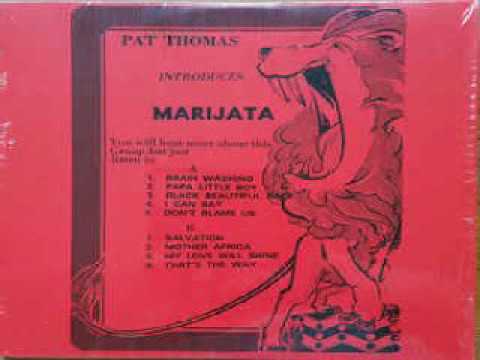 PAT THOMAS
INTRODUCES
MARIJATA
You will hear more about this
Group but just
listen
A
1. BRAIN WASHING
2. PAPA LITTLE BOY
3. BLACK BEAUTIFUL
4. I CAN SAY
5. DON'T BLAME US
B
1. SALVATION
2. MOTHER AFRICA
3. MY LOVE WILL SHINE
4. THAT'S THE WAY